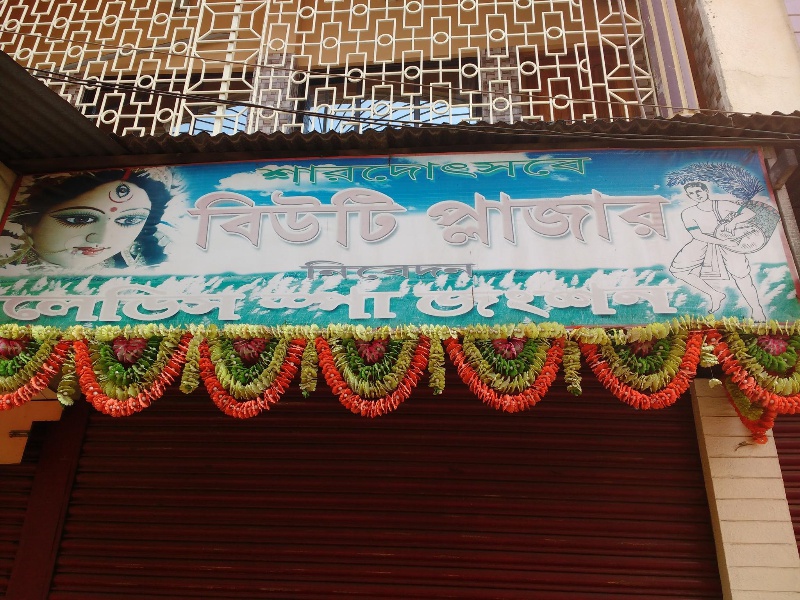 শারদোৎসবে
বিউটি প্লাজার
নিবেদন
লেডিস স্পা জংশন